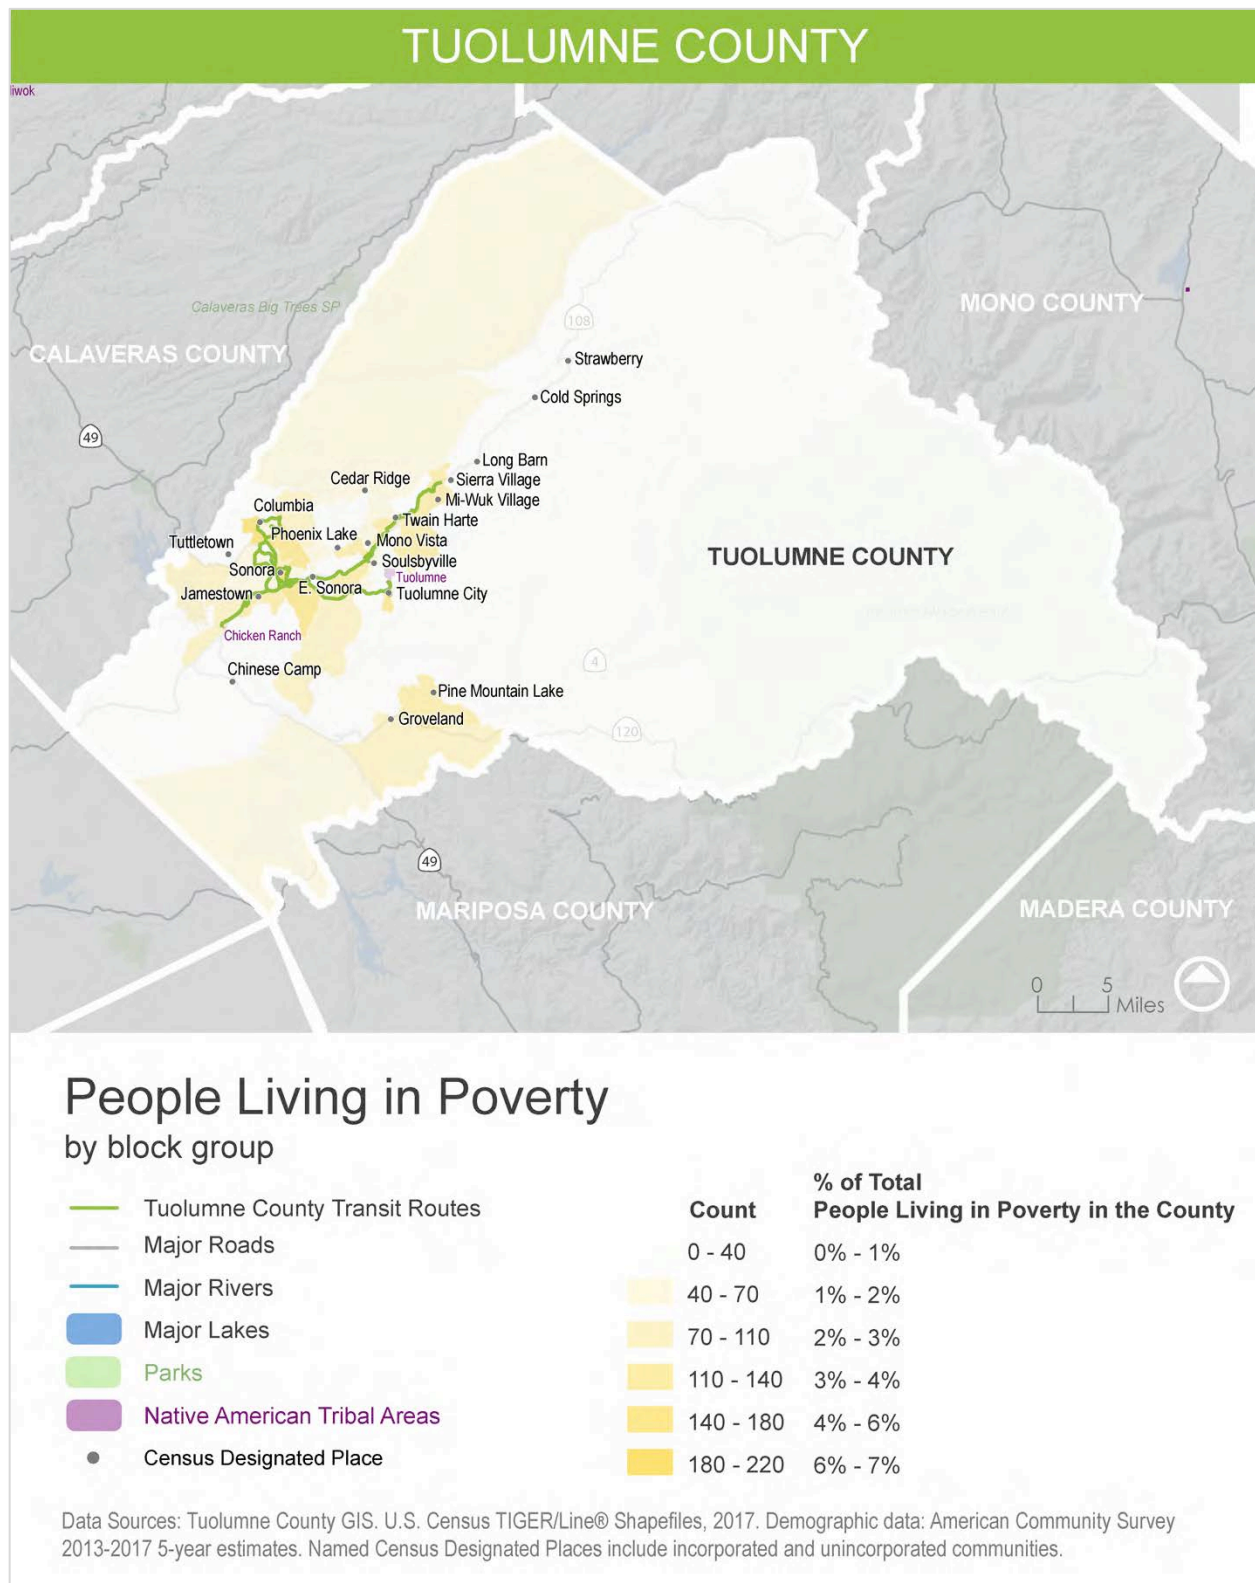 TUOLUMNE COUNTY
iwok
Calaveras Big Trees SP
MONO COUNTY
108
CALAVERAS COUNTY
Strawberry
Cold Springs
49
Long Barn
Cedar Ridge
Sierra Village
Mi-Wuk Village
Columbia
Twain Harte
Phoenix Lake
Mono Vista
Tuttletown
TUOLUMNE COUNTY
Soulsbyville
Sonora
Tuolumne
E. Sonora
Jamestown
Tuolumne City
Chicken Ranch
Chinese Camp
4
Pine Mountain Lake
Groveland
120
49
MARIPOSA COUNTY
MADERA COUNTY
0 5
Miles
People Living in Poverty
by block group
Tuolumne County Transit Routes
Major Roads
Major Rivers
Major Lakes
Parks
Native American Tribal Areas
Census Designated Place
% of Total
Count People Living in Poverty in the County
0 - 40 0% - 1%
40 - 70 1% - 2%
70 - 110 2% - 3%
110 - 140 3% - 4%
140 - 180 4% - 6%
180 - 220 6% - 7%
Data Sources: Tuolumne County GIS. U.S. Census TIGER/Line® Shapefiles, 2017. Demographic data: American Community Survey
2013-2017 5-year estimates. Named Census Designated Places include incorporated and unincorporated communities.